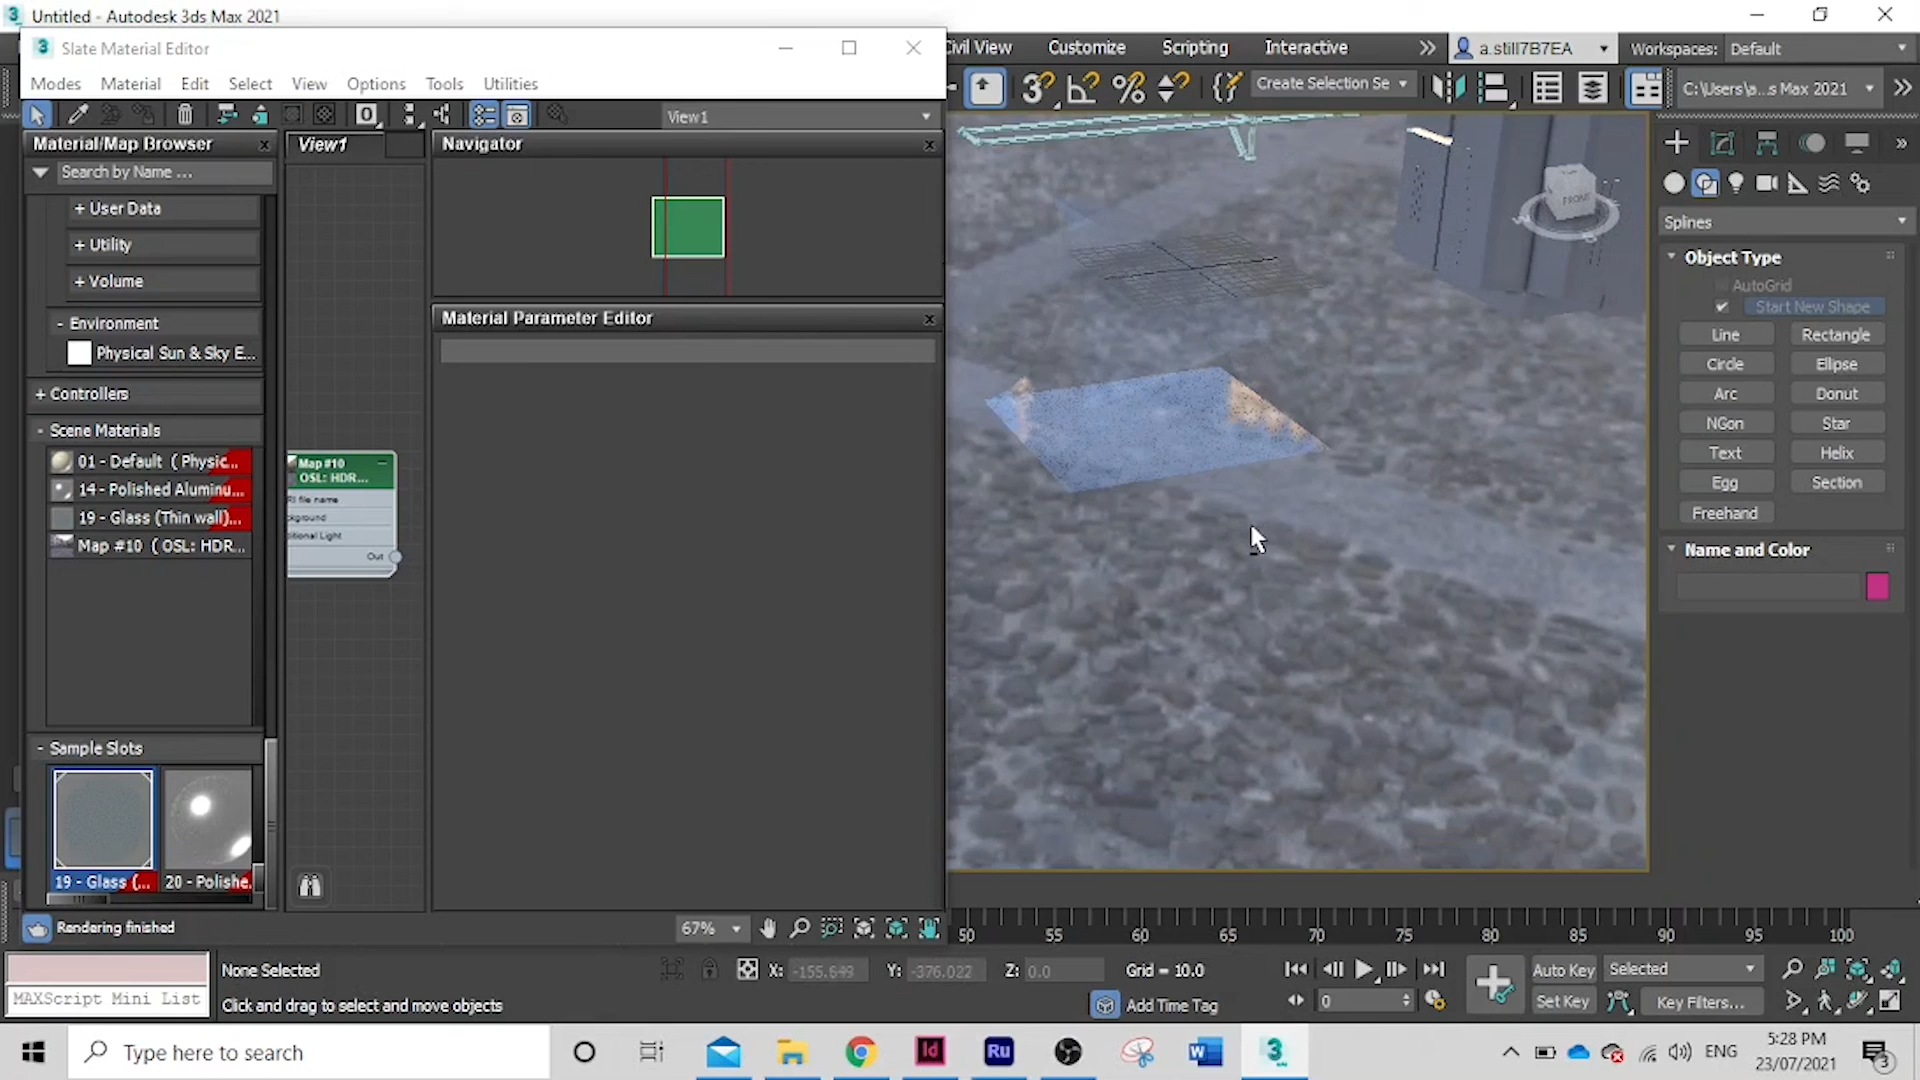 Untitled - Autodesk 3ds Max 2021
Slate Material Editor
Civil View Customize Scripting Interactive
a.still7B7EA Workspaces: Default
Modes Material Edit Select View Options Tools Utilities
Create Selection Se
C:\Users\a...s Max 2021
View1
Material/Map Browser
View1
Navigator
Search by Name ...
+ User Data
+ Utility
+ Volume
- Environment
Physical Sun & Sky E...
+ Controllers
- Scene Materials
01 - Default ( Physic...
14 - Polished Aluminu...
19 - Glass (Thin wall)...
Map #10 ( OSL: HDR...
- Sample Slots
19 - Glass (...
20 - Polishe.
Map #10
OSL: HDR...
RI file name
kground
ditional Light
Out
Material Parameter Editor
FRONT
Splines
Object Type
AutoGrid
Start New Shape
Line Rectangle
Circle Ellipse
Arc Donut
NGon Star
Text Helix
Egg Section
Freehand
Name and Color
Rendering finished
67%
50 55 60 65 70 75 80 85 90 95 100
None Selected
X: -155.649 Y: -376.022 Z: 0.0 Grid = 10.0
Auto Key Selected
MAXScript Mini List
Click and drag to select and move objects
Add Time Tag
0
Set Key Key Filters...
Type here to search
ENG
5:28 PM
23/07/2021
3